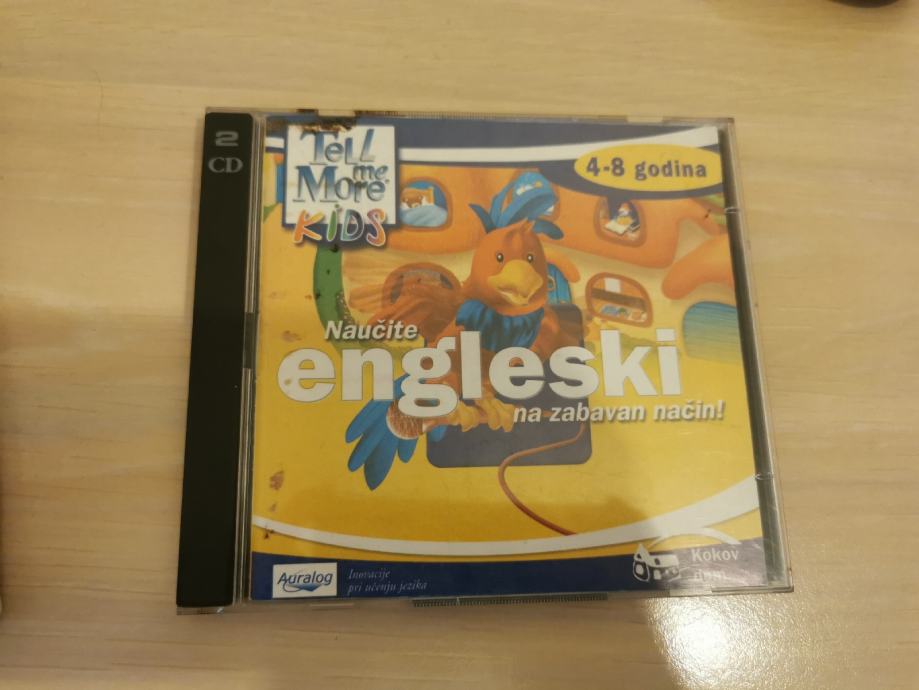 2
CD
Tell
me
More
KIDS
4-8 godina
Naučite
engleski
na zabavan način!
Auralog
Inovacije
pri učenju jezika
Kokov
dom